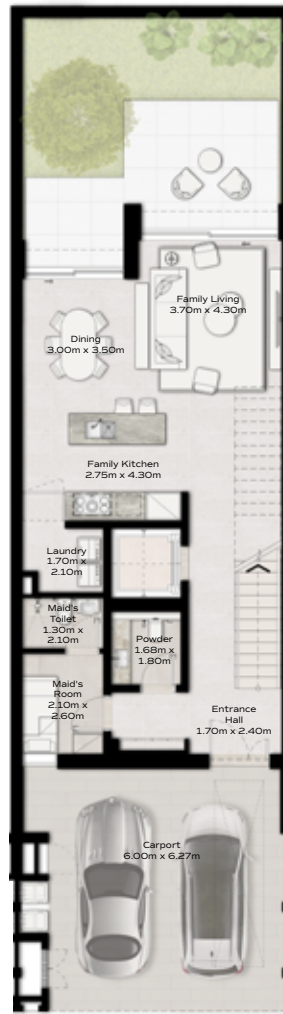 Family Living
3.70m x 4.30m
Dining
3.00m x 3.50m
Family Kitchen
2.75m x 4.30m
Laundry
1.70m x
2.10m
Maid's
Toilet
1.30m x
2.10m
Powder
1.68m x
1.80m
Maid's
Room
2.10m x
2.60m
Entrance
Hall
1.70m x 2.40m
Carport
6.00m x 6.27m